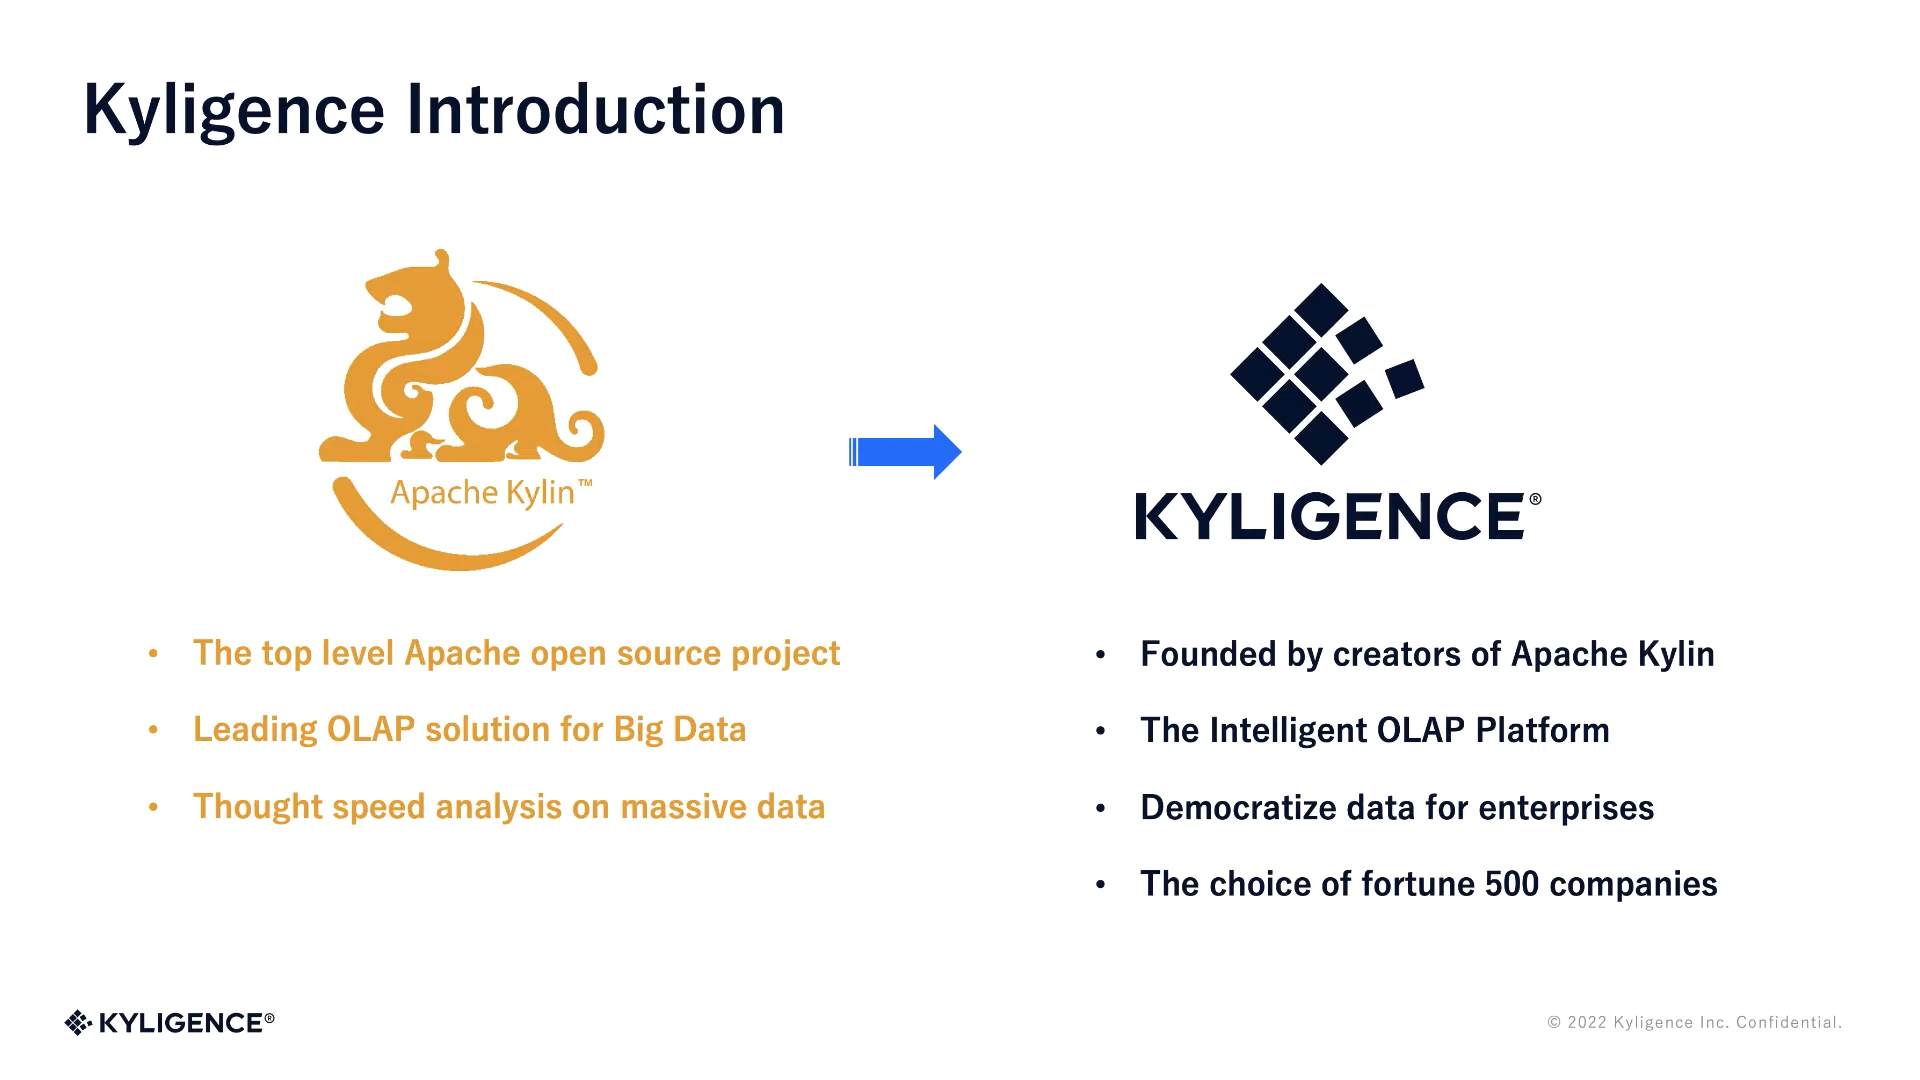 Kyligence Introduction
Apache Kylin™
• The top level Apache open source project
• Leading OLAP solution for Big Data
• Thought speed analysis on massive data
KYLIGENCE®
• Founded by creators of Apache Kylin
• The Intelligent OLAP Platform
• Democratize data for enterprises
• The choice of fortune 500 companies
KYLIGENCE®
© 2022 Kyligence Inc. Confidential.